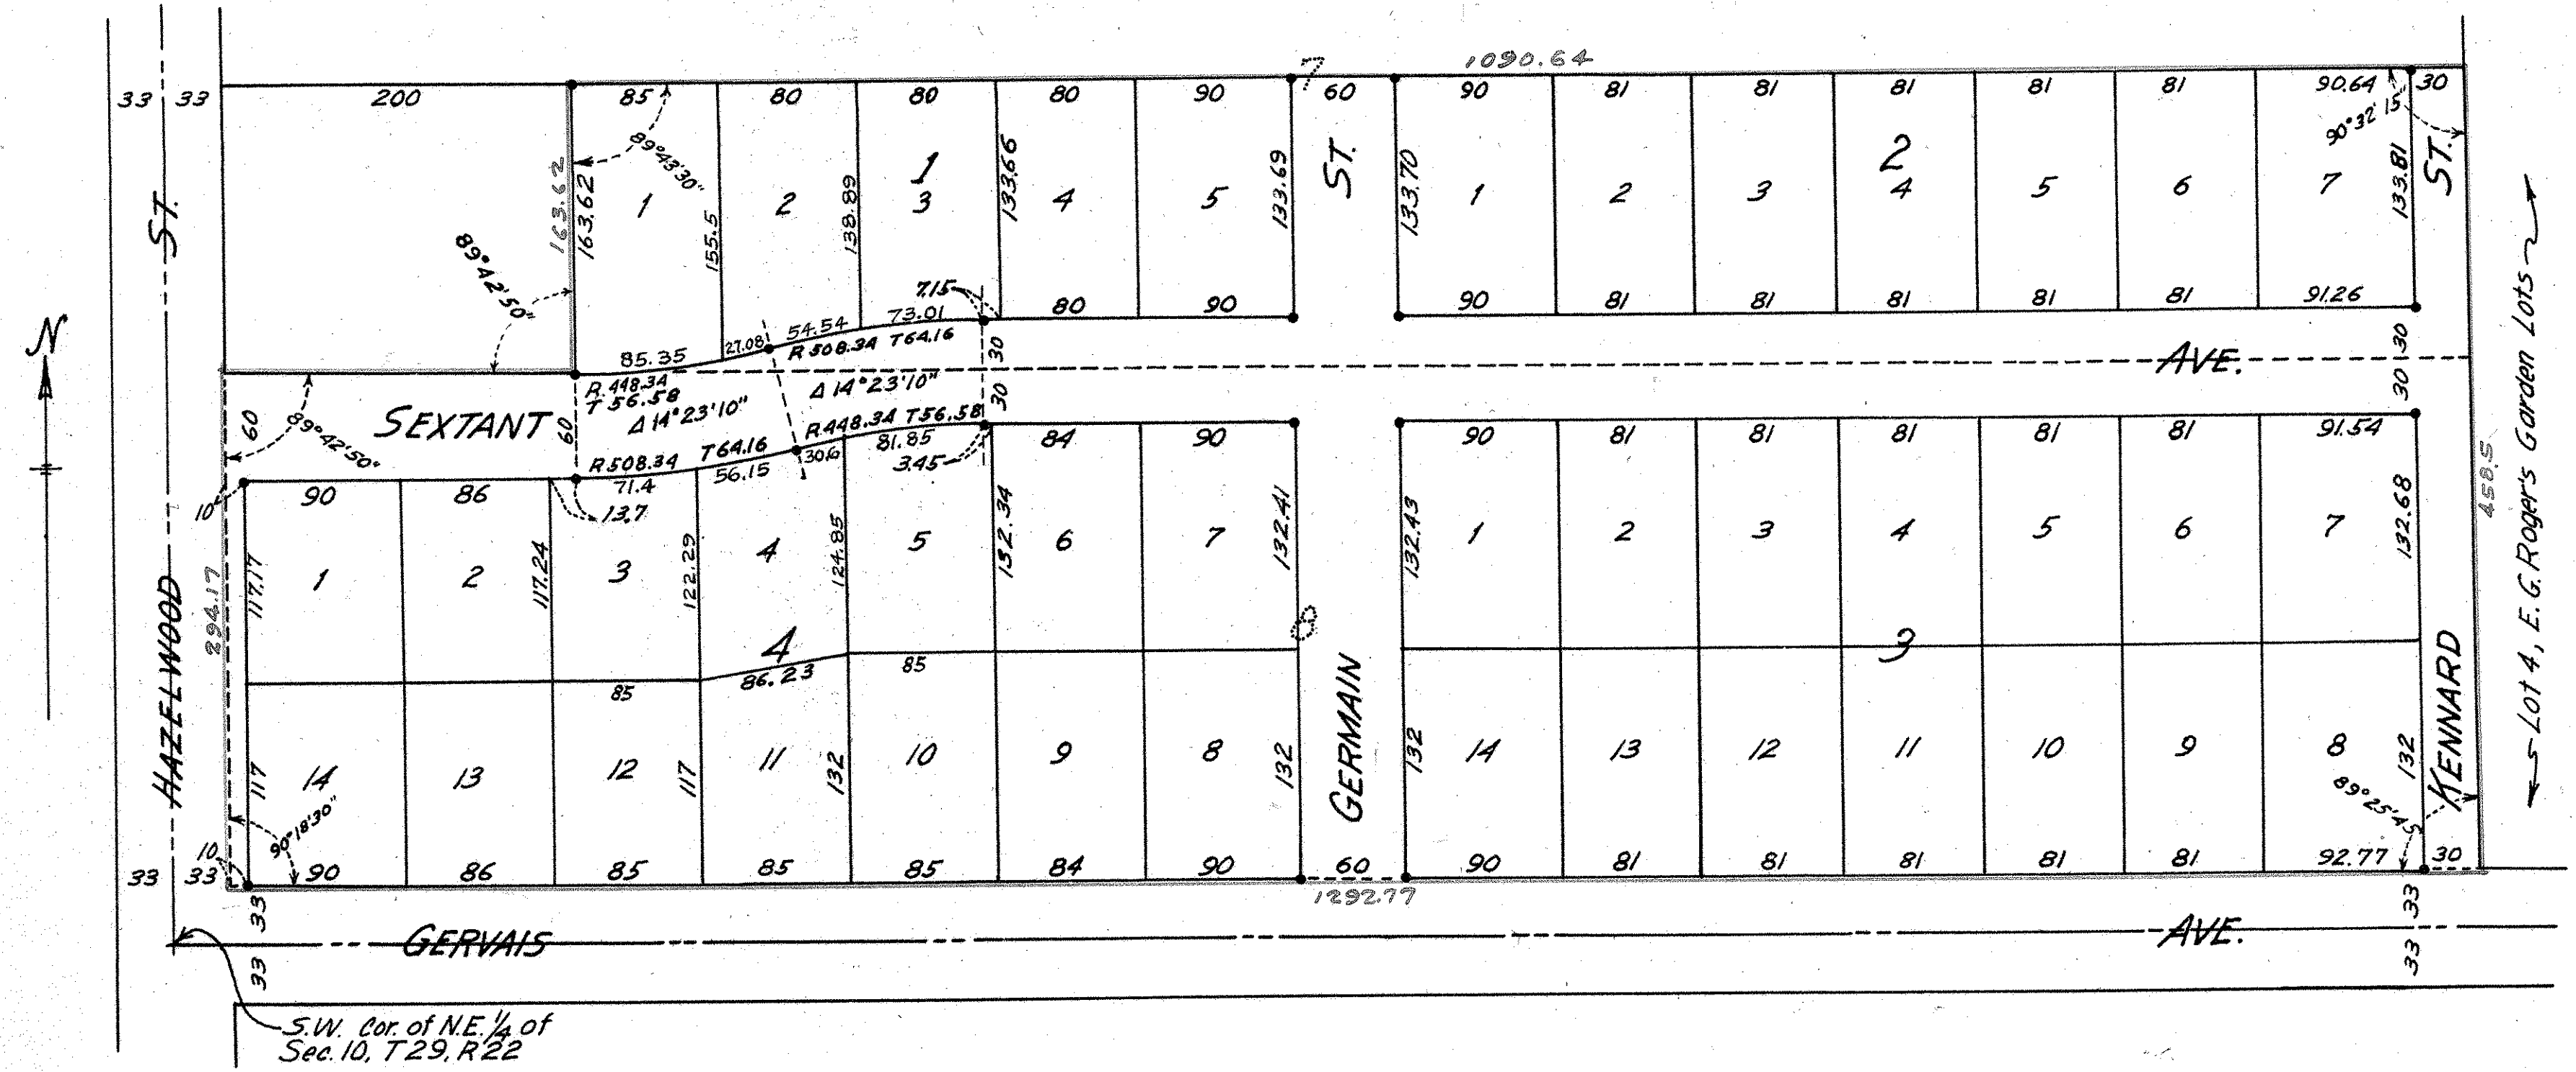 1090.64
7
33 33 200 85 80 80 80 90 60 90 81 81 81 81 81 90.64 30
89°43'30" 90°32'15"
ST. 163.62 163.62 155.5 138.89 133.66 133.69 ST. 133.70 133.81 ST.
1
1 2 3 4 5
2
1 2 3 4 5 6 7
89°42'50"
7.15
85.35 27.08 54.54 73.01 80 90 90 81 81 81 81 81 91.26
R 508.34 T 64.16
N
R 448.34
T 56.58
Δ 14°23'10"
Δ 14°23'10"
30
30
30
30
AVE.
60 89°42'50" SEXTANT 60
R 448.34 T 56.58
R 508.34 T 64.16
71.4 56.15 30.6 81.85 84 90 90 81 81 81 81 81 91.54
3.45
13.7
10 90 86
117.17 117.24 122.29 124.85 132.34 132.41 132.43 132.68
1 2 3 4 5 6 7
1 2 3 4 5 6 7
458.5
Lot 4, E.G. Roger's Garden Lots
294.17
HAZELWOOD
8
4
85 86.23 85
3
GERMAIN
KENNARD
117 117 132 132 132 132
14 13 12 11 10 9 8
14 13 12 11 10 9 8
90°18'30" 89°25'45"
10
33 33 90 86 85 85 85 84 90 60 90 81 81 81 81 81 92.77 30
1292.77
33 33
GERVAIS AVE.
33 33
S.W. Cor. of N.E. ¼ of
Sec. 10, T 29, R 22